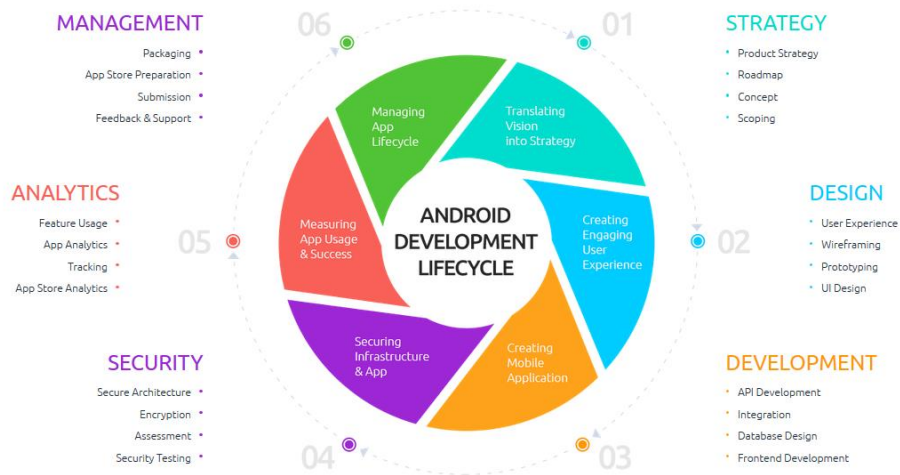 MANAGEMENT
Packaging
App Store Preparation
Submission
Feedback & Support
06
01
STRATEGY
Product Strategy
Roadmap
Concept
Scoping
Managing
App
Lifecycle
Translating
Vision
into Strategy
ANALYTICS
Feature Usage
App Analytics
Tracking
App Store Analytics
05
Measuring
App Usage
& Success
ANDROID
DEVELOPMENT
LIFECYCLE
Creating
Engaging
User
Experience
02
DESIGN
User Experience
Wireframing
Prototyping
UI Design
SECURITY
Secure Architecture
Encryption
Assessment
Security Testing
04
Securing
Infrastructure
& App
Creating
Mobile
Application
03
DEVELOPMENT
API Development
Integration
Database Design
Frontend Development